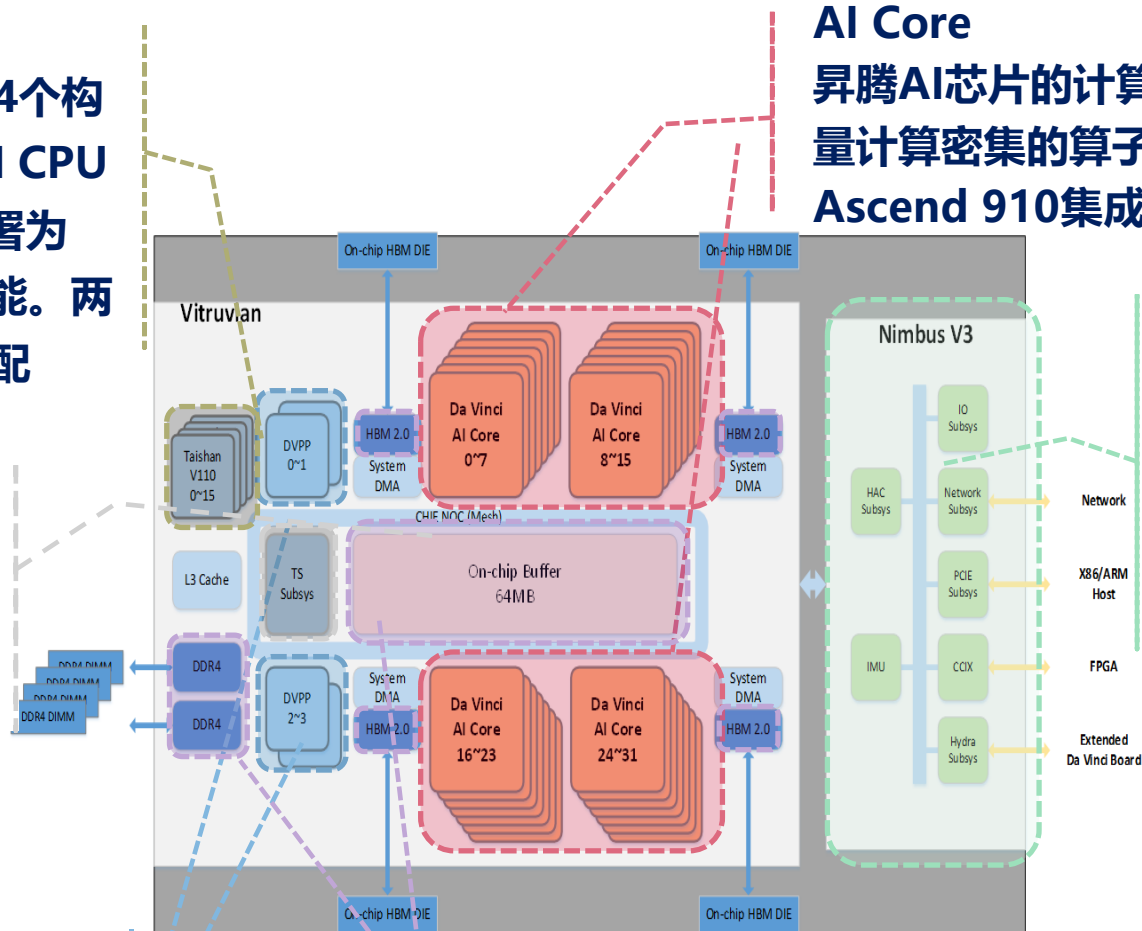 4个构
CPU
署为
能。两
配
AI Core
昇腾AI芯片的计算
量计算密集的算子
Ascend 910集成
On-chip HBM DIE
On-chip HBM DIE
Vitruvian
Nimbus V3
Taishan
V110
0~15
DVPP
0~1
HBM 2.0
System
DMA
Da Vinci
AI Core
0~7
Da Vinci
AI Core
8~15
HBM 2.0
System
DMA
IO
Subsys
HAC
Subsys
Network
Subsys
Network
CHIE NOC (Mesh)
L3 Cache
TS
Subsys
On-chip Buffer
64MB
PCIE
Subsys
X86/ARM
Host
DDR4 DIMM
DDR4 DIMM
DDR4 DIMM
DDR4 DIMM
DDR4
DDR4
DVPP
2~3
System
DMA
HBM 2.0
Da Vinci
AI Core
16~23
Da Vinci
AI Core
24~31
System
DMA
HBM 2.0
IMU
CCIX
FPGA
Hydra
Subsys
Extended
Da Vinci Board
On-chip HBM DIE
On-chip HBM DIE